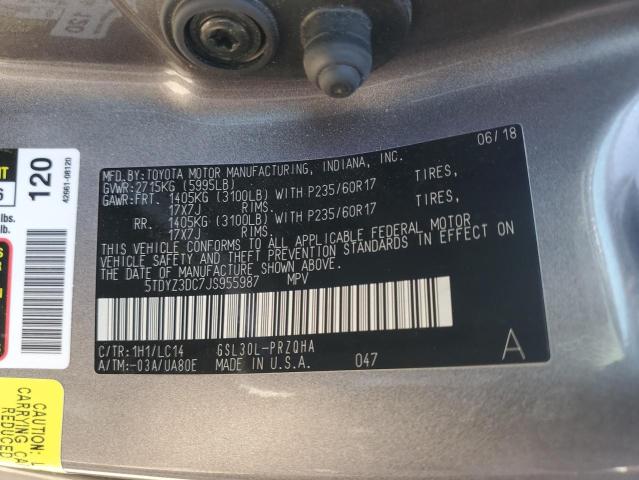 MFD.BY:TOYOTA MOTOR MANUFACTURING, INDIANA, INC. 06/18
GVWR:2715KG (5995LB)
GAWR:FRT. 1405KG (3100LB) WITH P235/60R17 TIRES,
17X7J RIMS
RR. 1405KG (3100LB) WITH P235/60R17 TIRES,
17X7J RIMS
THIS VEHICLE CONFORMS TO ALL APPLICABLE FEDERAL MOTOR
VEHICLE SAFETY AND THEFT PREVENTION STANDARDS IN EFFECT ON
THE DATE OF MANUFACTURE SHOWN ABOVE.
5TDYZ3DC7JS955987 MPV
C/TR:1H1/LC14 GSL30L-PRZQHA
A/TM:-03A/UA80E MADE IN U.S.A. 047 A
120
42661-08120
lbs.
lb.
CAUTION:
CARRYING CA
REDUCED